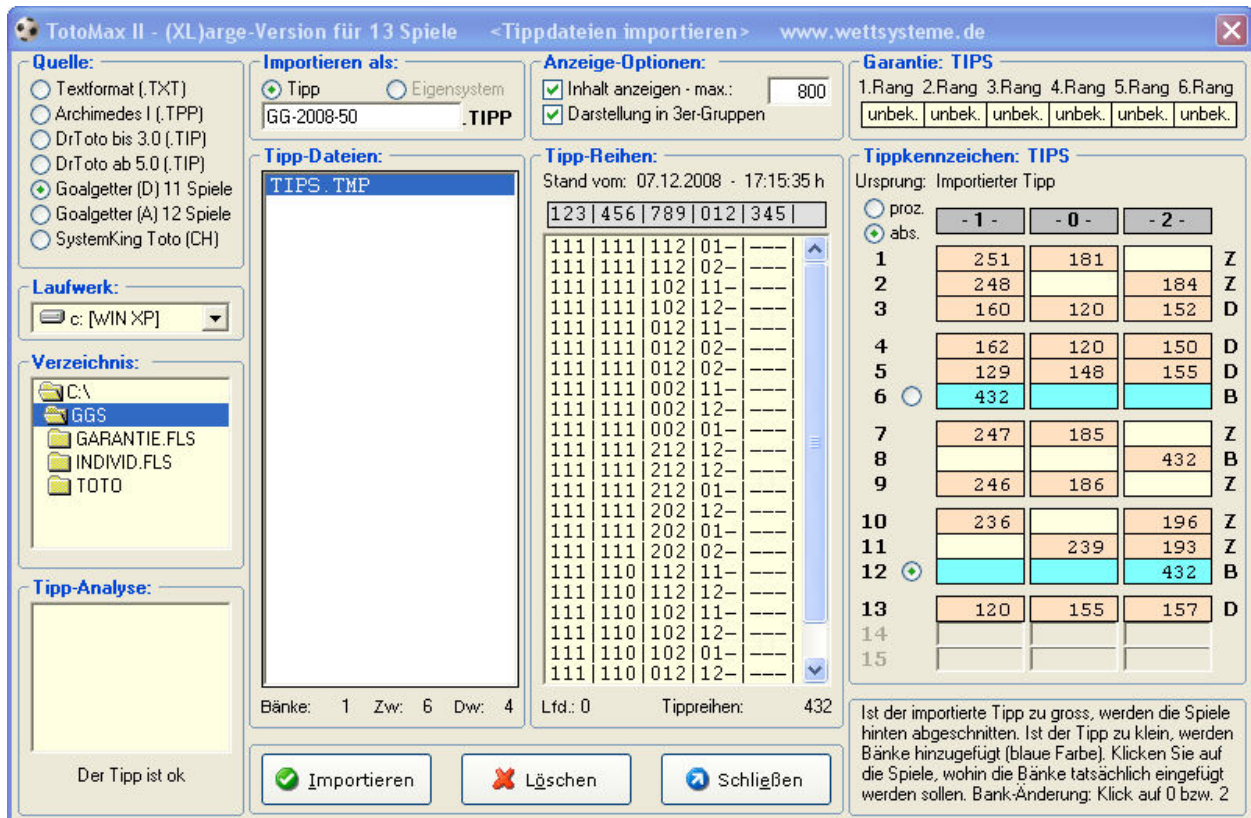 TotoMax II - (XL)arge-Version für 13 Spiele <Tippdateien importieren> www.wettsysteme.de
Quelle:
Textformat (.TXT)
Archimedes I (.TPP)
DrToto bis 3.0 (.TIP)
DrToto ab 5.0 (.TIP)
Goalgetter (D) 11 Spiele
Goalgetter (A) 12 Spiele
SystemKing Toto (CH)
Laufwerk:
c: [WIN XP]
Verzeichnis:
C:\
GGS
GARANTIE.FLS
INDIVID.FLS
TOTO
Tipp-Analyse:
Der Tipp ist ok
Importieren als:
Tipp Eigensystem
GG-2008-50 .TIPP
Tipp-Dateien:
TIPS.TMP
Bänke: 1 Zw: 6 Dw: 4
Anzeige-Optionen:
Inhalt anzeigen - max.: 800
Darstellung in 3er-Gruppen
Tipp-Reihen:
Stand vom: 07.12.2008 - 17:15:35 h
123|456|789|012|345|
111|111|112|01-|---|
111|111|112|02-|---|
111|111|102|11-|---|
111|111|102|12-|---|
111|111|012|11-|---|
111|111|012|02-|---|
111|111|012|02-|---|
111|111|002|11-|---|
111|111|002|12-|---|
111|111|002|01-|---|
111|111|212|12-|---|
111|111|212|12-|---|
111|111|212|01-|---|
111|111|202|12-|---|
111|111|202|01-|---|
111|111|202|02-|---|
111|110|112|11-|---|
111|110|112|12-|---|
111|110|102|11-|---|
111|110|102|12-|---|
111|110|102|01-|---|
111|110|012|12-|---|
Lfd.: 0 Tippreihen: 432
Importieren
Löschen
Schließen
Garantie: TIPS
1.Rang 2.Rang 3.Rang 4.Rang 5.Rang 6.Rang
unbek. unbek. unbek. unbek. unbek. unbek.
Tippkennzeichen: TIPS
Ursprung: Importierter Tipp
proz.
abs.
- 1 - - 0 - - 2 -
1 251 181 Z
2 248 184 Z
3 160 120 152 D
4 162 120 150 D
5 129 148 155 D
6 432 B
7 247 185 Z
8 432 B
9 246 186 Z
10 236 196 Z
11 239 193 Z
12 432 B
13 120 155 157 D
14
15
Ist der importierte Tipp zu gross, werden die Spiele
hinten abgeschnitten. Ist der Tipp zu klein, werden
Bänke hinzugefügt (blaue Farbe). Klicken Sie auf
die Spiele, wohin die Bänke tatsächlich eingefügt
werden sollen. Bank-Änderung: Klick auf 0 bzw. 2